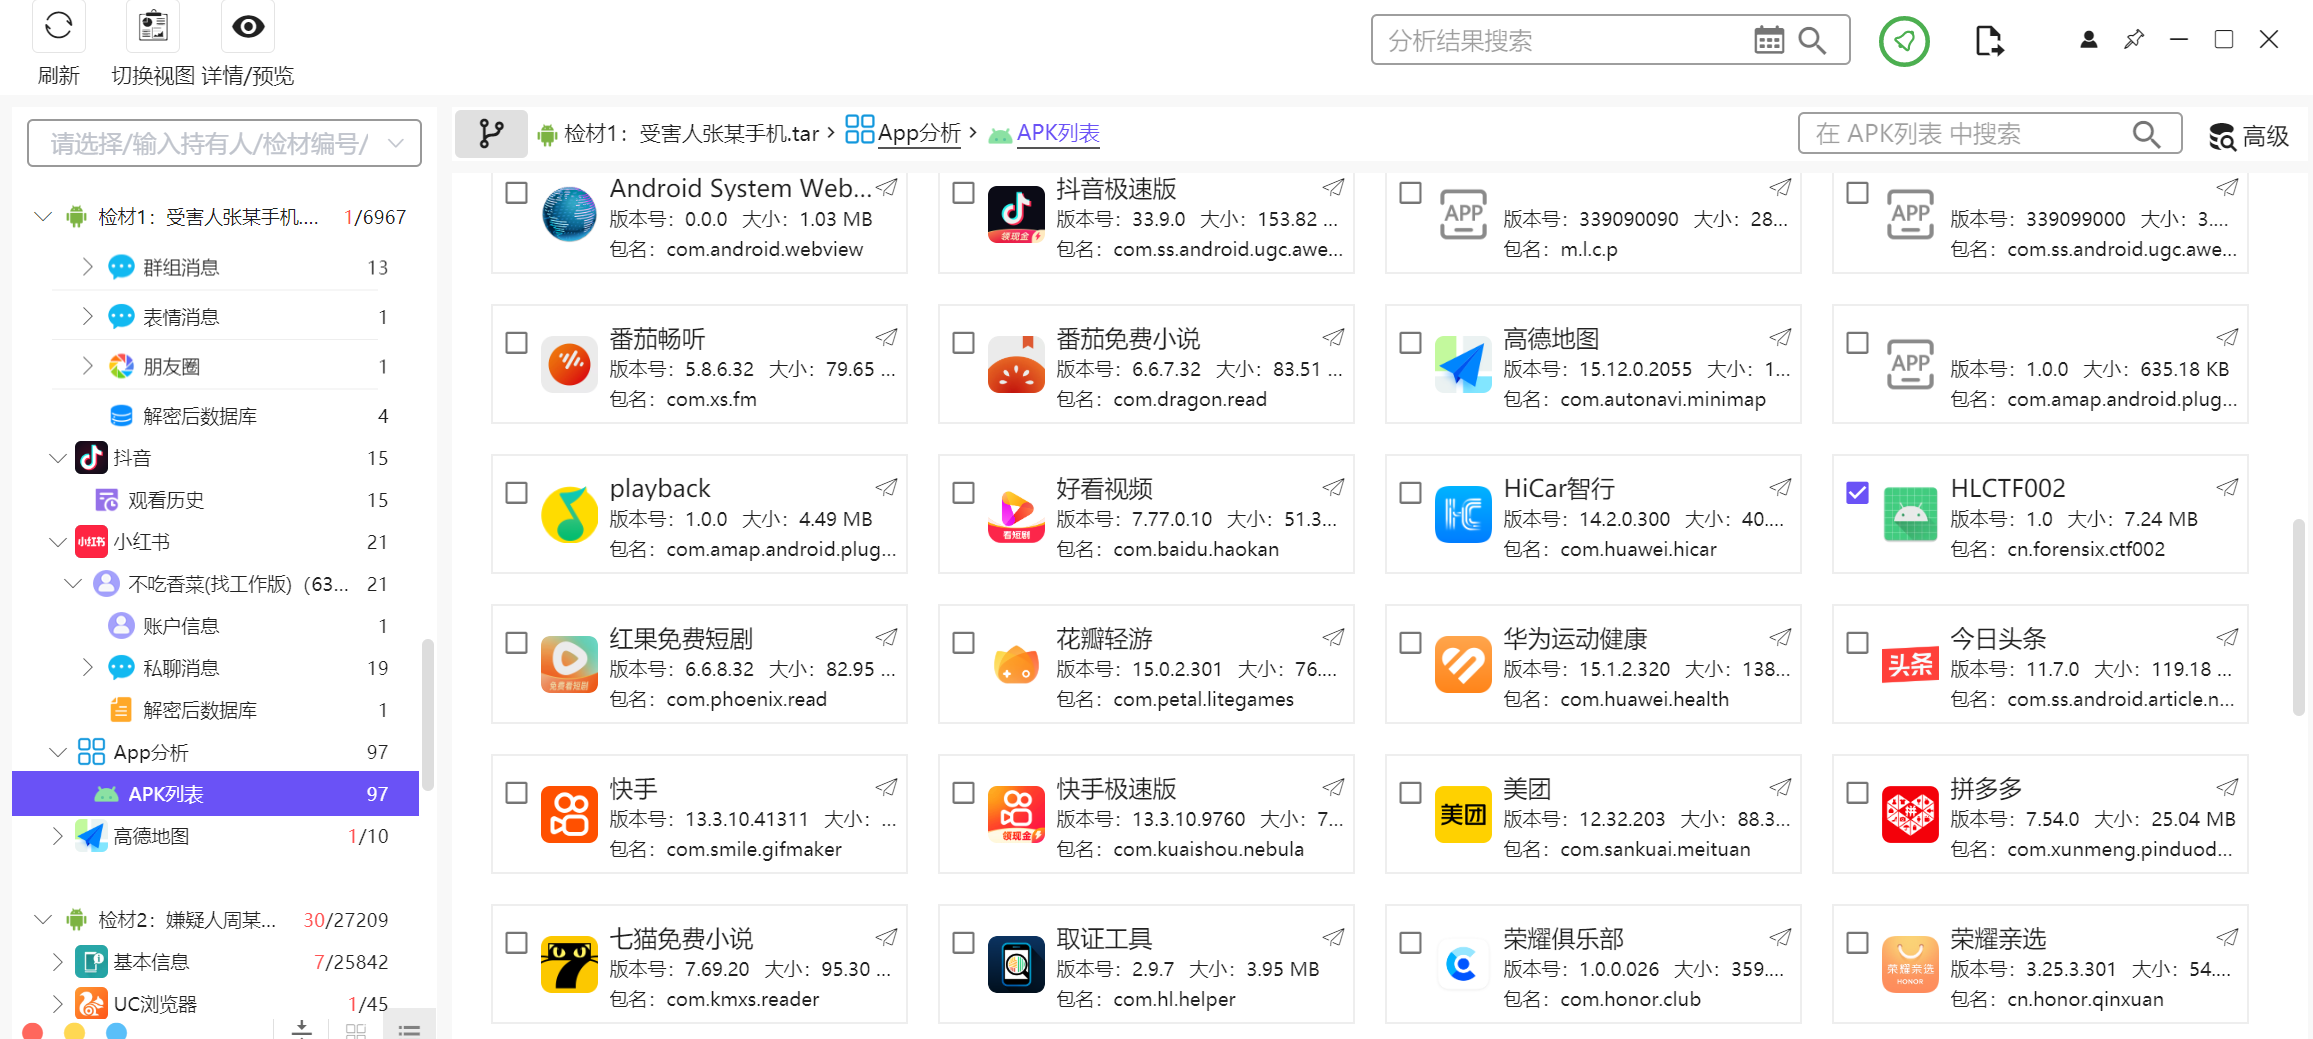 刷新
切换视图
详情/预览
分析结果搜索
请选择/输入持有人/检材编号/
检材1：受害人张某手机.... 1/6967
群组消息 13
表情消息 1
朋友圈 1
解密后数据库 4
抖音 15
观看历史 15
小红书 21
不吃香菜(找工作版)（63... 21
账户信息 1
私聊消息 19
解密后数据库 1
App分析 97
APK列表 97
高德地图 1/10
检材2：嫌疑人周某... 30/27209
基本信息 7/25842
UC浏览器 1/45
检材1：受害人张某手机.tar › App分析 › APK列表
在 APK列表 中搜索
高级
Android System Web...
版本号：0.0.0 大小：1.03 MB
包名：com.android.webview
抖音极速版
版本号：33.9.0 大小：153.82 ...
包名：com.ss.android.ugc.awe...
APP
版本号：339090090 大小：28...
包名：m.l.c.p
APP
版本号：339099000 大小：3....
包名：com.ss.android.ugc.awe...
番茄畅听
版本号：5.8.6.32 大小：79.65 ...
包名：com.xs.fm
番茄免费小说
版本号：6.6.7.32 大小：83.51 ...
包名：com.dragon.read
高德地图
版本号：15.12.0.2055 大小：1...
包名：com.autonavi.minimap
APP
版本号：1.0.0 大小：635.18 KB
包名：com.amap.android.plug...
playback
版本号：1.0.0 大小：4.49 MB
包名：com.amap.android.plug...
好看视频
版本号：7.77.0.10 大小：51.3...
包名：com.baidu.haokan
HiCar智行
版本号：14.2.0.300 大小：40....
包名：com.huawei.hicar
HLCTF002
版本号：1.0 大小：7.24 MB
包名：cn.forensix.ctf002
红果免费短剧
版本号：6.6.8.32 大小：82.95 ...
包名：com.phoenix.read
花瓣轻游
版本号：15.0.2.301 大小：76....
包名：com.petal.litegames
华为运动健康
版本号：15.1.2.320 大小：138...
包名：com.huawei.health
今日头条
版本号：11.7.0 大小：119.18 ...
包名：com.ss.android.article.n...
快手
版本号：13.3.10.41311 大小：...
包名：com.smile.gifmaker
快手极速版
版本号：13.3.10.9760 大小：7...
包名：com.kuaishou.nebula
美团
版本号：12.32.203 大小：88.3...
包名：com.sankuai.meituan
拼多多
版本号：7.54.0 大小：25.04 MB
包名：com.xunmeng.pinduod...
七猫免费小说
版本号：7.69.20 大小：95.30 ...
包名：com.kmxs.reader
取证工具
版本号：2.9.7 大小：3.95 MB
包名：com.hl.helper
荣耀俱乐部
版本号：1.0.0.026 大小：359....
包名：com.honor.club
荣耀亲选
版本号：3.25.3.301 大小：54....
包名：cn.honor.qinxuan
领现金
看短剧
免费看短剧
头条
领现金
美团
荣耀亲选
HONOR
小红书